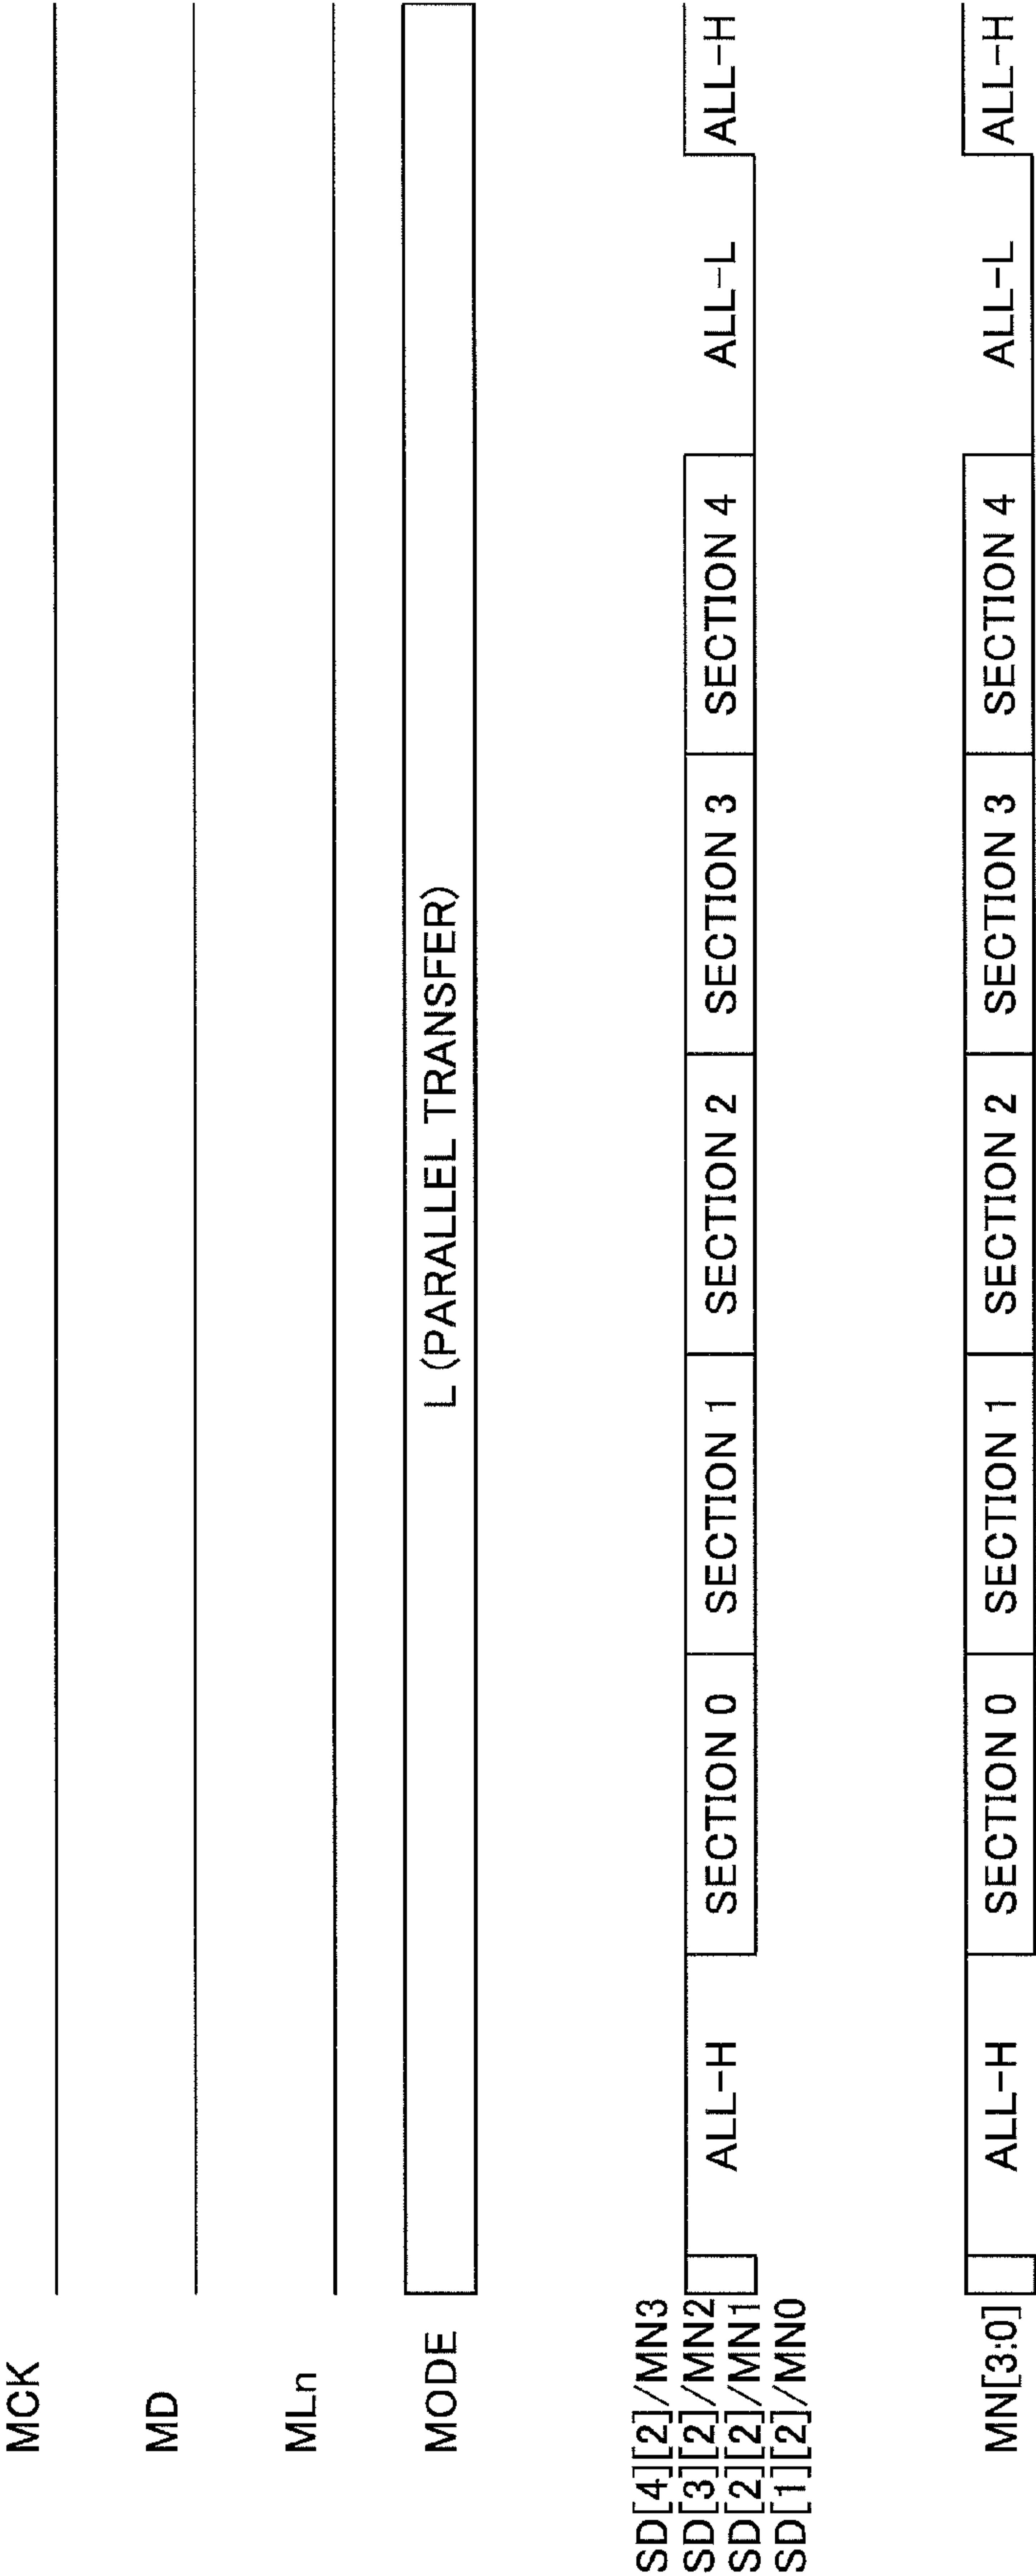 MCK
MD
MLn
MODE
L (PARALLEL TRANSFER)
SD[4][2]/MN3
SD[3][2]/MN2
SD[2][2]/MN1
SD[1][2]/MN0
ALL-H
SECTION 0
SECTION 1
SECTION 2
SECTION 3
SECTION 4
ALL-L
ALL-H
MN[3:0]
ALL-H
SECTION 0
SECTION 1
SECTION 2
SECTION 3
SECTION 4
ALL-L
ALL-H